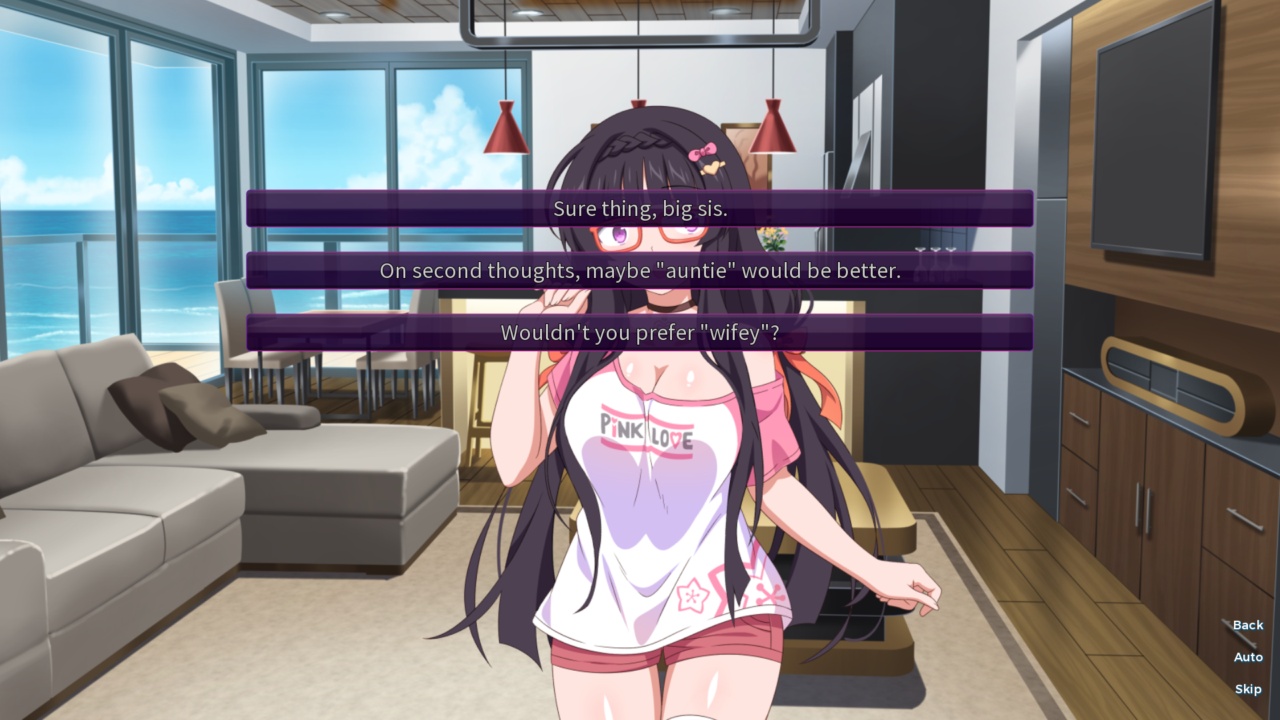 Sure thing, big sis.
On second thoughts, maybe "auntie" would be better.
Wouldn't you prefer "wifey"?
PINK LOVE
Back
Auto
Skip